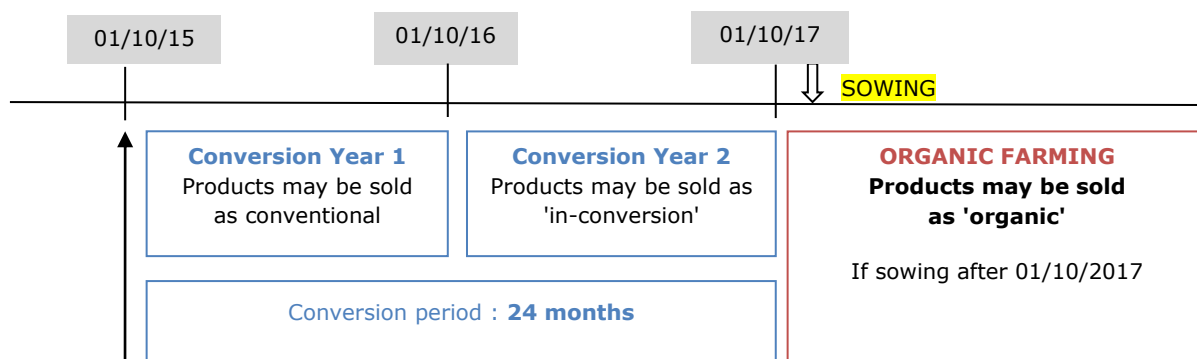 01/10/15
01/10/16
01/10/17
SOWING
Conversion Year 1
Products may be sold
as conventional
Conversion Year 2
Products may be sold as
'in-conversion'
ORGANIC FARMING
Products may be sold
as 'organic'
If sowing after 01/10/2017
Conversion period : 24 months